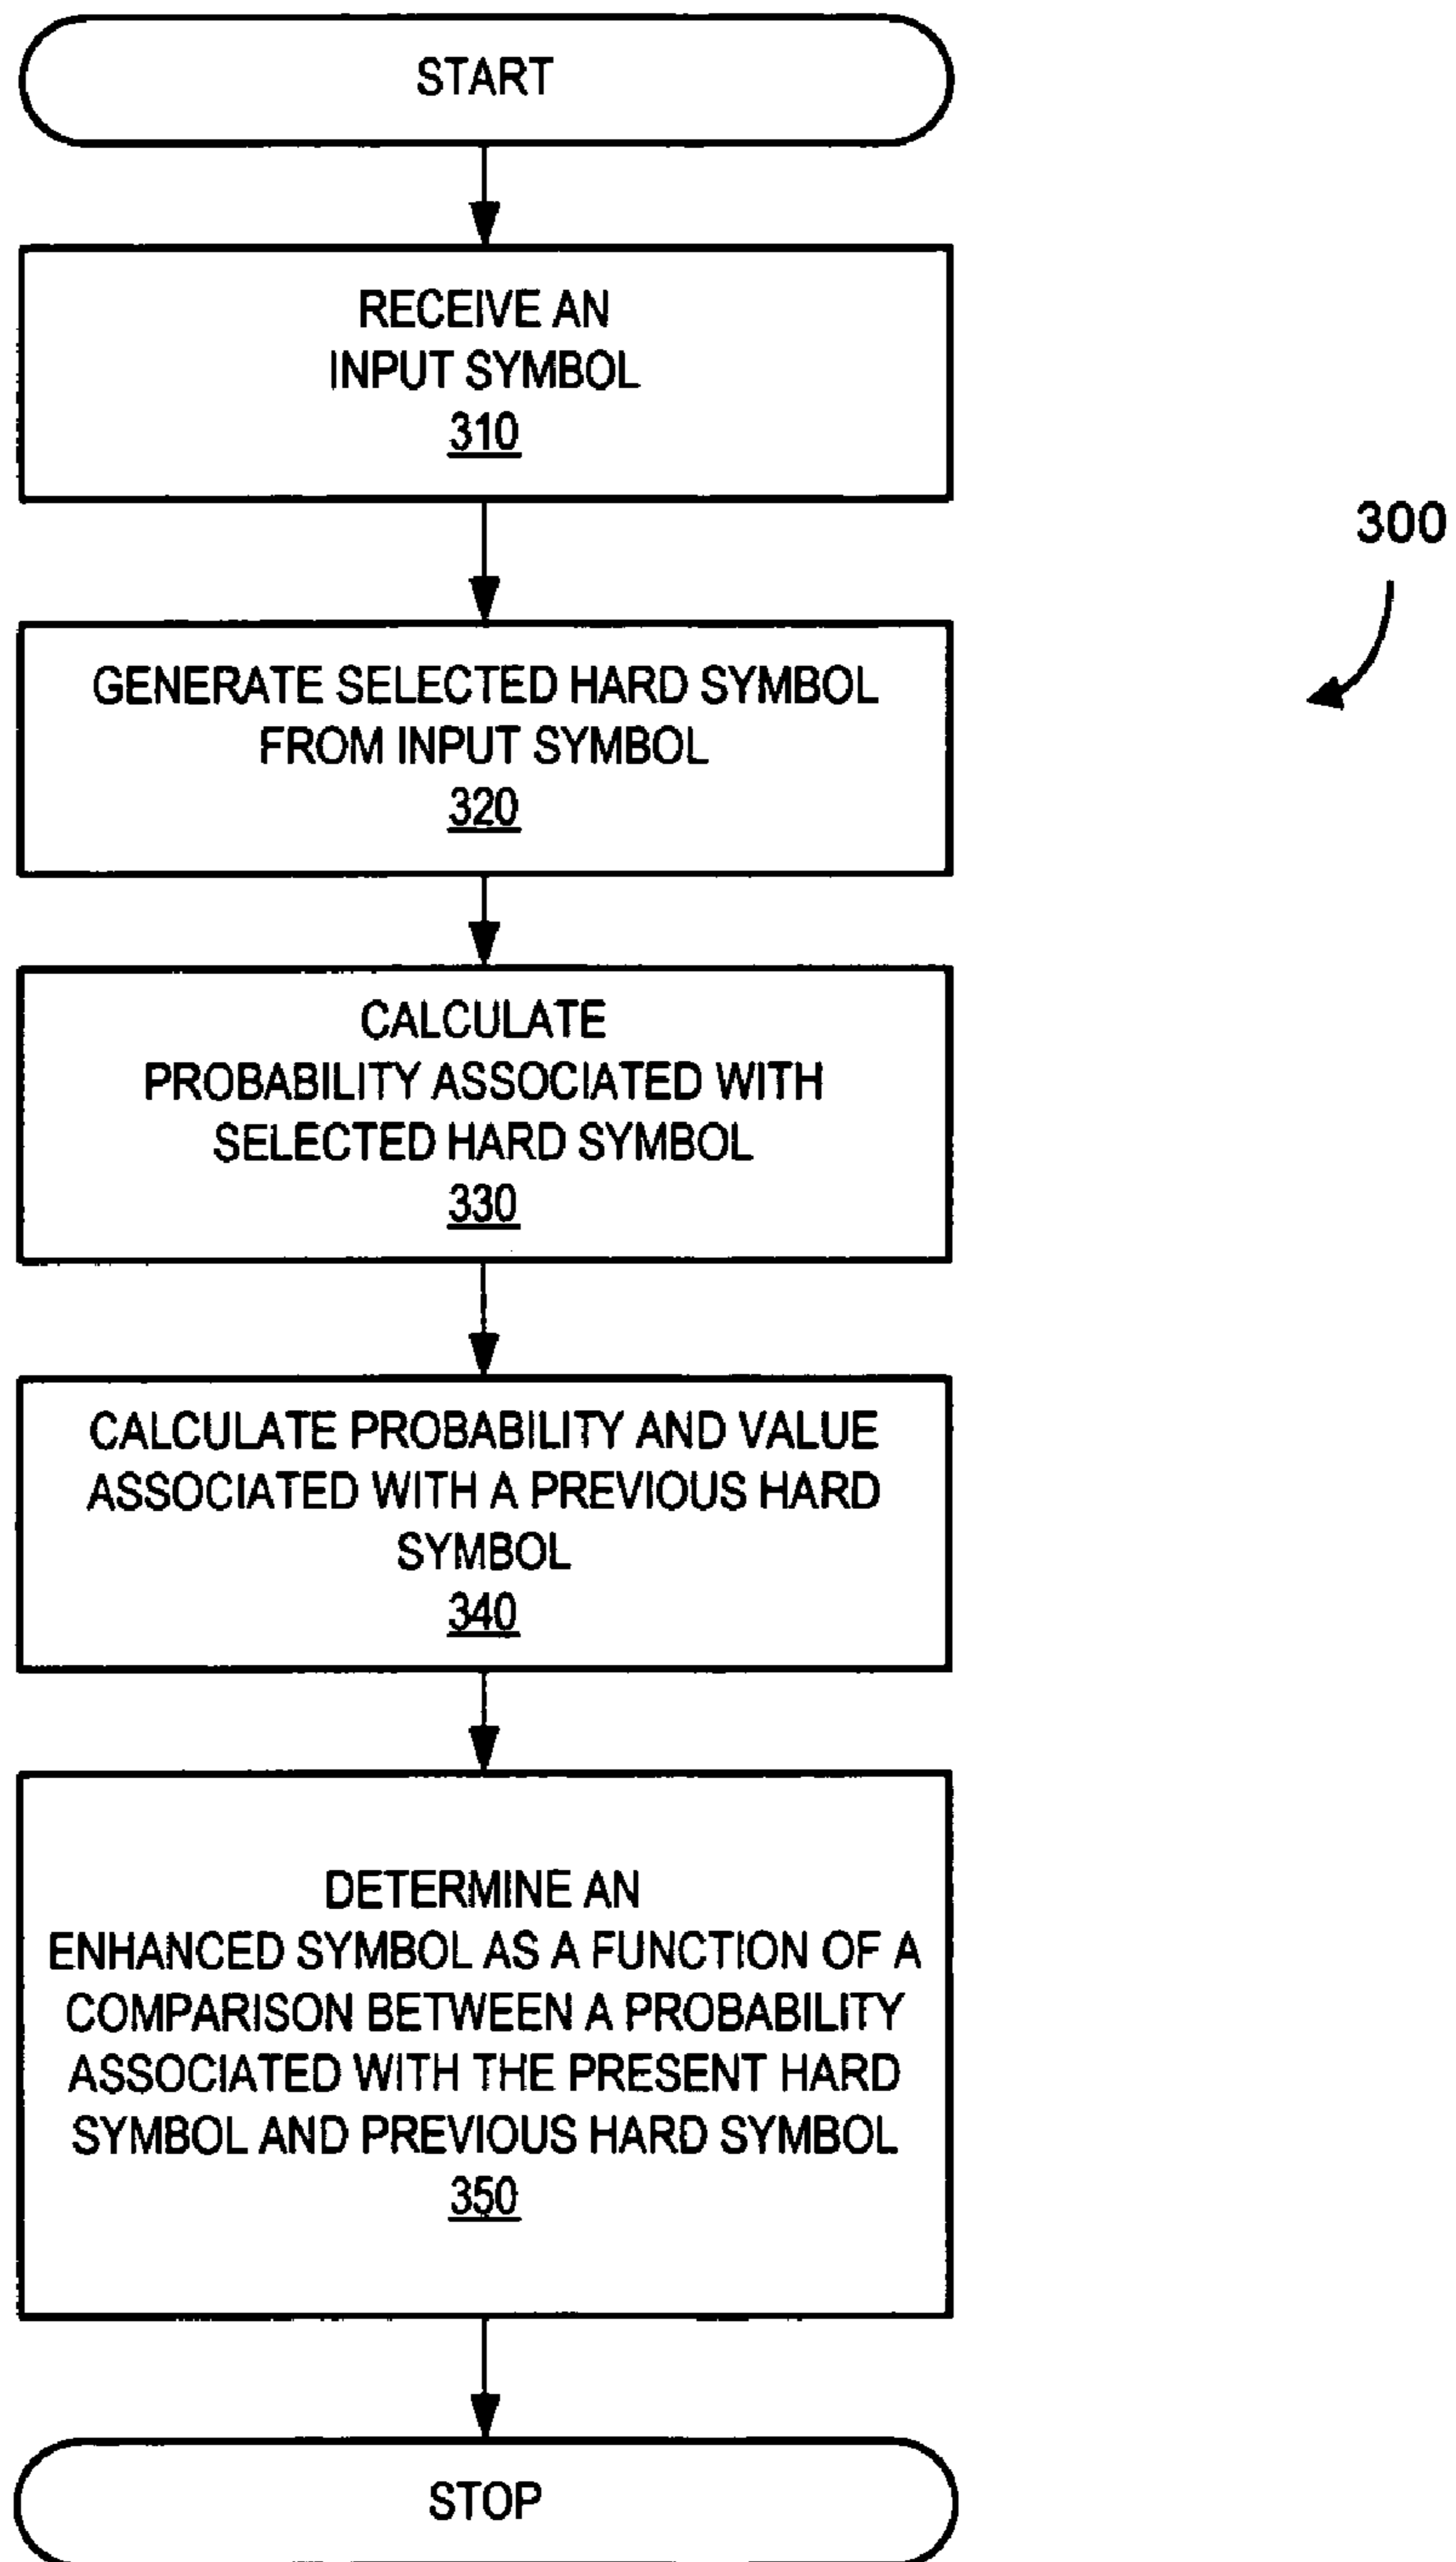 START
RECEIVE AN
INPUT SYMBOL
310
300
GENERATE SELECTED HARD SYMBOL
FROM INPUT SYMBOL
320
CALCULATE
PROBABILITY ASSOCIATED WITH
SELECTED HARD SYMBOL
330
CALCULATE PROBABILITY AND VALUE
ASSOCIATED WITH A PREVIOUS HARD
SYMBOL
340
DETERMINE AN
ENHANCED SYMBOL AS A FUNCTION OF A
COMPARISON BETWEEN A PROBABILITY
ASSOCIATED WITH THE PRESENT HARD
SYMBOL AND PREVIOUS HARD SYMBOL
350
STOP